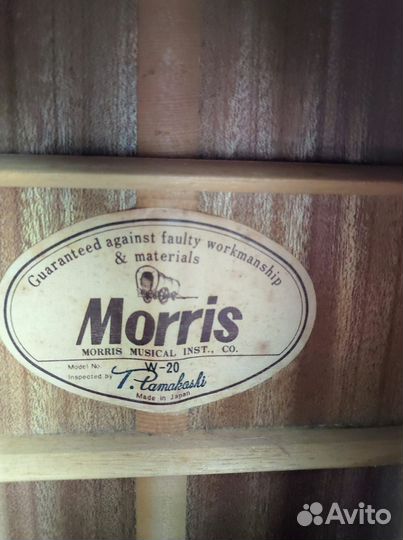 Guaranteed against faulty workmanship
& materials
Morris
MORRIS MUSICAL INST., CO.
Model No. W-20
Inspected by T. Yamakoshi
Made in Japan
Avito